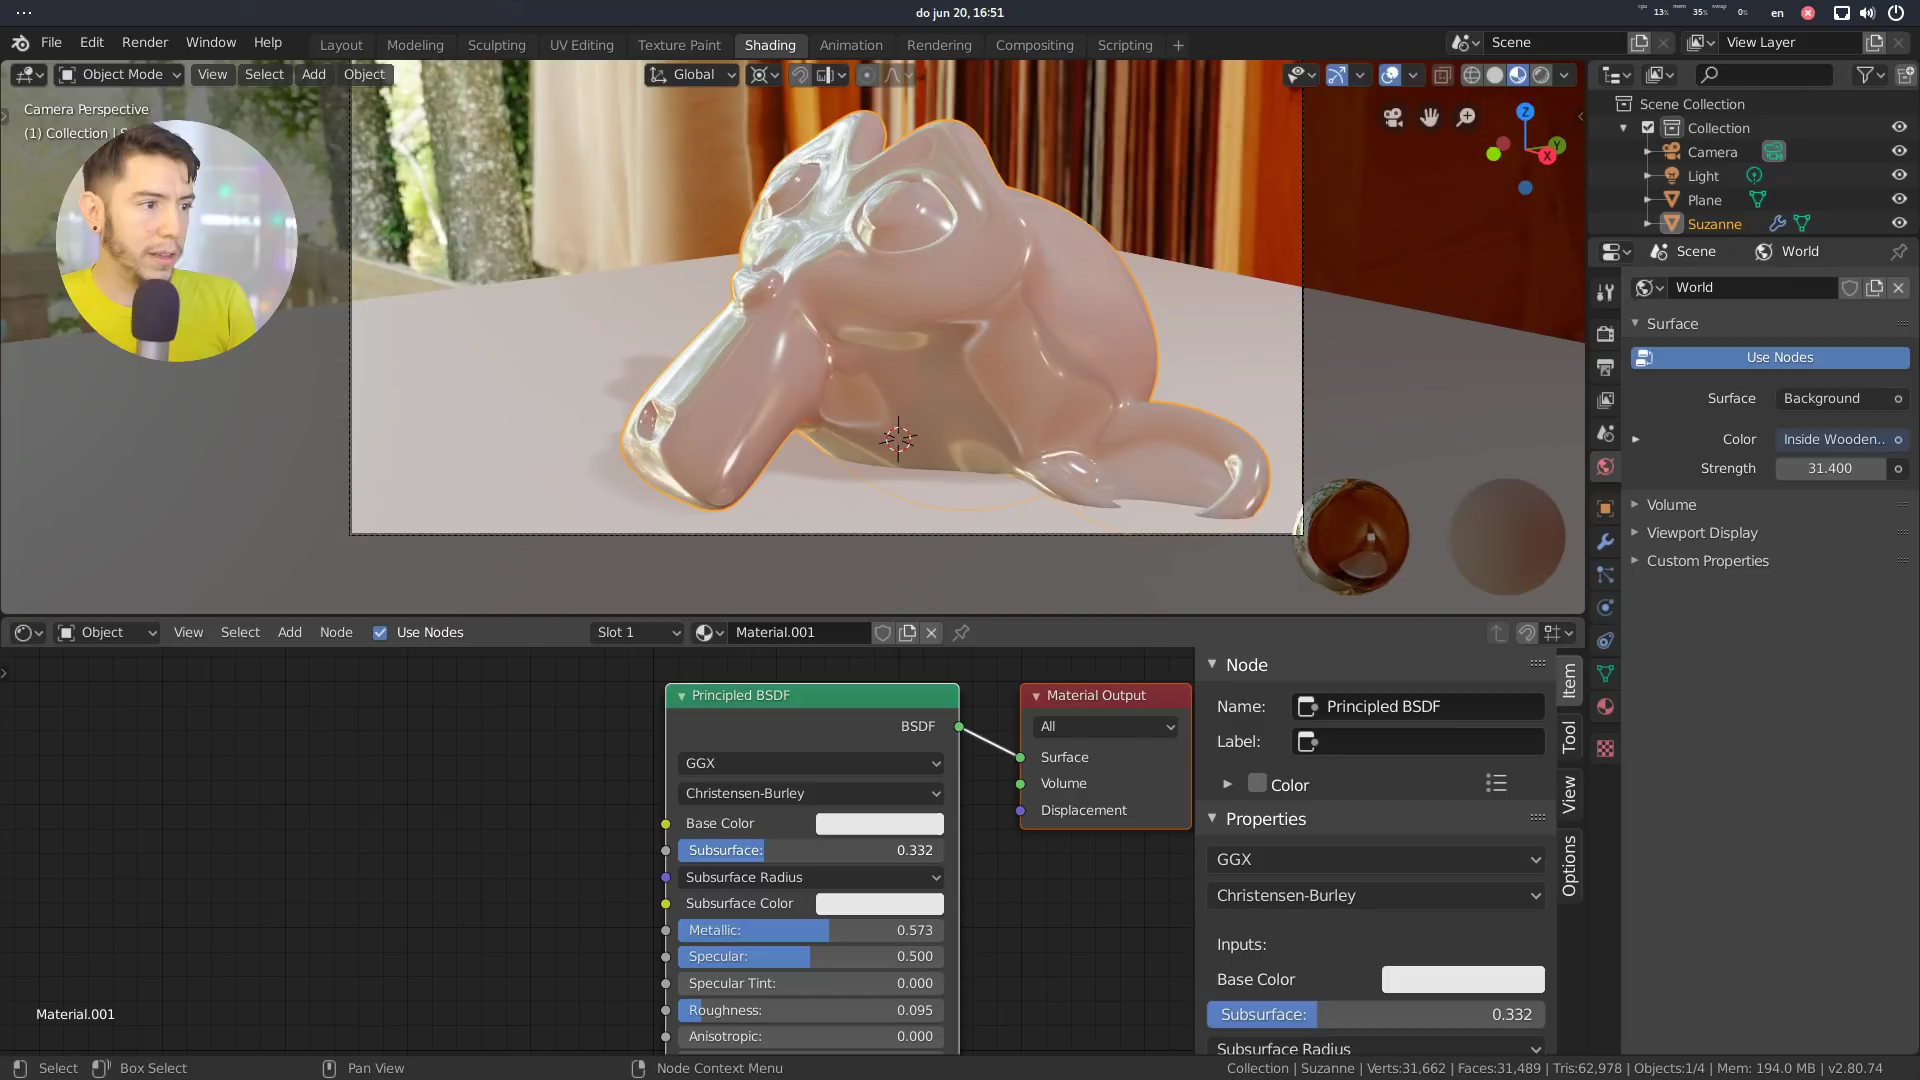 do jun 20, 16:51
cpu 13% mem 35% swap 0% en
File Edit Render Window Help
Layout Modeling Sculpting UV Editing Texture Paint Shading Animation Rendering Compositing Scripting +
Scene View Layer
Object Mode View Select Add Object
Global
Camera Perspective
(1) Collection | S
Z Y X
Scene Collection
Collection
Camera
Light
Plane
Suzanne
Scene World
World
Surface
Use Nodes
Surface Background
Color Inside Wooden..
Strength 31.400
Volume
Viewport Display
Custom Properties
Object View Select Add Node Use Nodes Slot 1 Material.001
Principled BSDF
BSDF
GGX
Christensen-Burley
Base Color
Subsurface: 0.332
Subsurface Radius
Subsurface Color
Metallic: 0.573
Specular: 0.500
Specular Tint: 0.000
Roughness: 0.095
Anisotropic: 0.000
Material Output
All
Surface
Volume
Displacement
Node
Name: Principled BSDF
Label:
Color
Properties
GGX
Christensen-Burley
Inputs:
Base Color
Subsurface: 0.332
Subsurface Radius
Item
Tool
View
Options
Material.001
Select Box Select Pan View Node Context Menu
Collection | Suzanne | Verts:31,662 | Faces:31,489 | Tris:62,978 | Objects:1/4 | Mem: 194.0 MB | v2.80.74